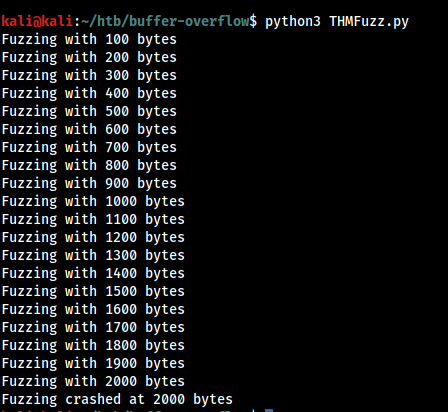 kali@kali:~/htb/buffer-overflow$ python3 THMFuzz.py
Fuzzing with 100 bytes
Fuzzing with 200 bytes
Fuzzing with 300 bytes
Fuzzing with 400 bytes
Fuzzing with 500 bytes
Fuzzing with 600 bytes
Fuzzing with 700 bytes
Fuzzing with 800 bytes
Fuzzing with 900 bytes
Fuzzing with 1000 bytes
Fuzzing with 1100 bytes
Fuzzing with 1200 bytes
Fuzzing with 1300 bytes
Fuzzing with 1400 bytes
Fuzzing with 1500 bytes
Fuzzing with 1600 bytes
Fuzzing with 1700 bytes
Fuzzing with 1800 bytes
Fuzzing with 1900 bytes
Fuzzing with 2000 bytes
Fuzzing crashed at 2000 bytes